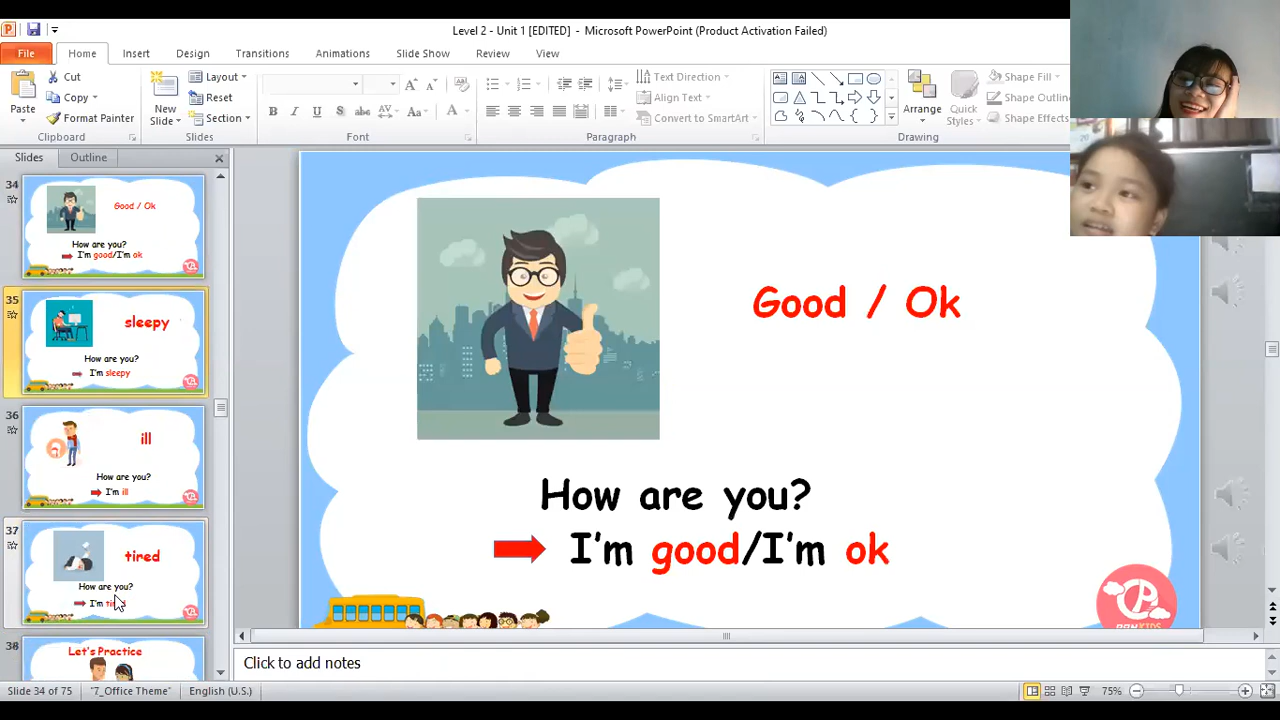 Level 2 - Unit 1 [EDITED] - Microsoft PowerPoint (Product Activation Failed)
File Home Insert Design Transitions Animations Slide Show Review View
Paste
Cut
Copy
Format Painter
Clipboard
New Slide
Layout
Reset
Section
Slides
Font
Text Direction
Align Text
Convert to SmartArt
Paragraph
Arrange
Quick Styles
Shape Fill
Shape Outline
Shape Effects
Drawing
Slides Outline
34
Good / Ok
How are you?
I'm good/I'm ok
35
sleepy
How are you?
I'm sleepy
36
ill
How are you?
I'm ill
37
tired
How are you?
I'm
38
Let's Practice
Good / Ok
How are you?
I'm good/I'm ok
Click to add notes
Slide 34 of 75 "7_Office Theme" English (U.S.) 75%